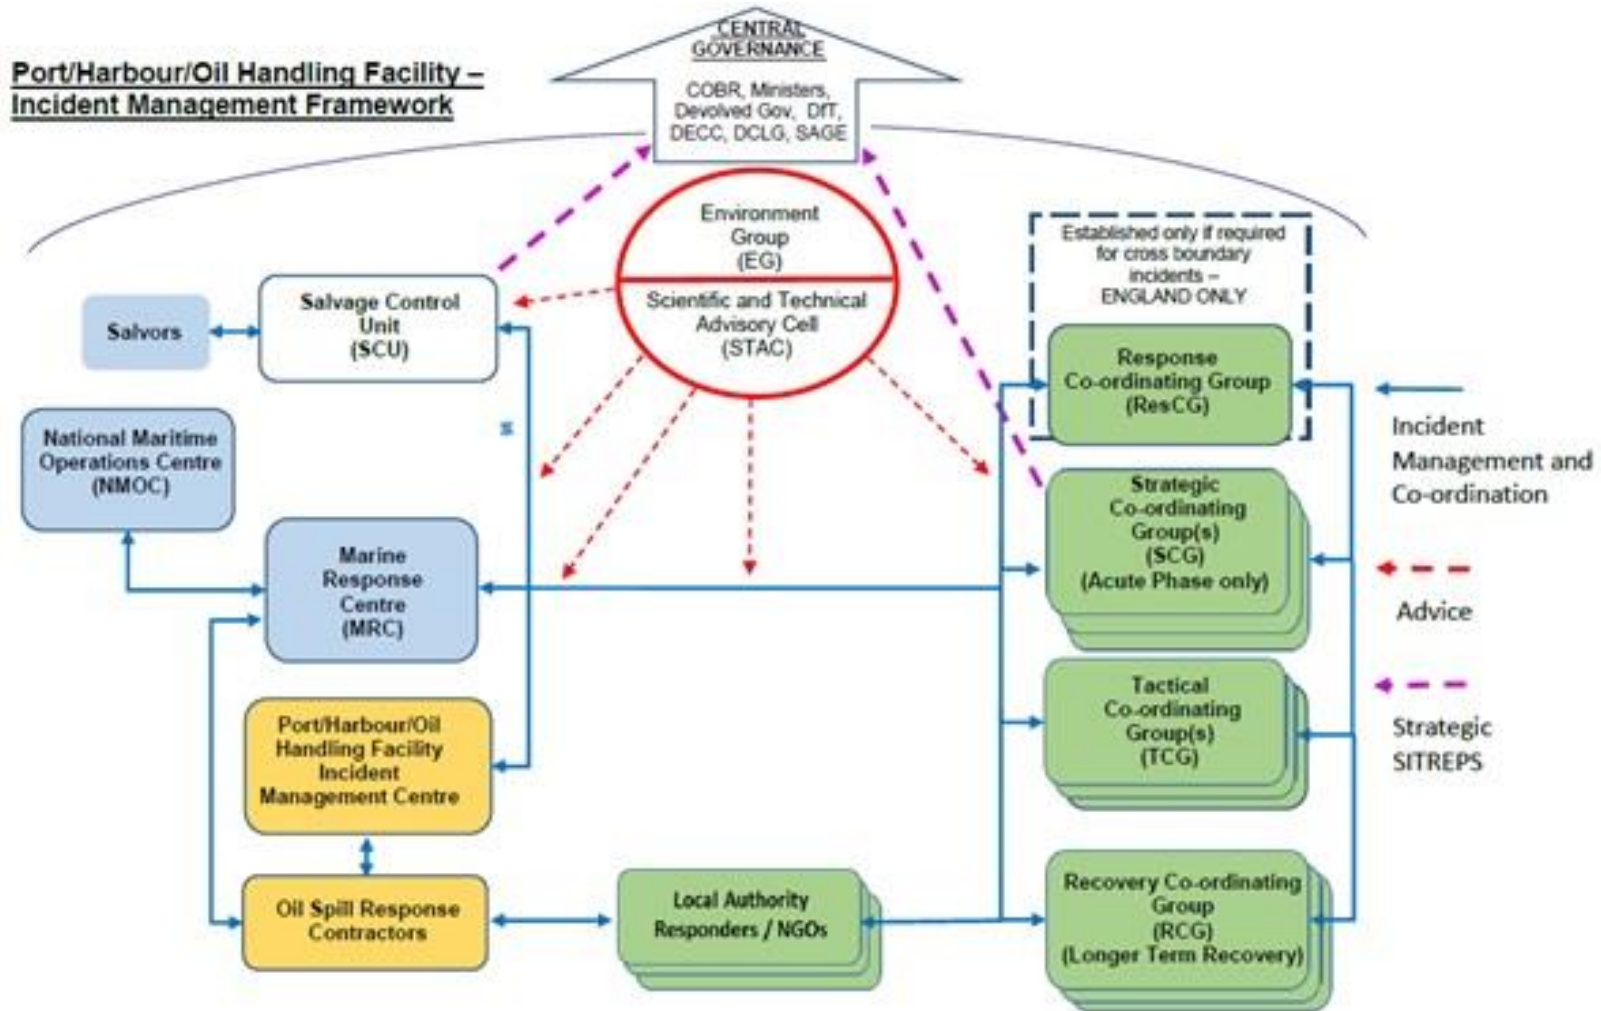 Port/Harbour/Oil Handling Facility –
Incident Management Framework
CENTRAL
GOVERNANCE
COBR, Ministers,
Devolved Gov, DfT,
DECC, DCLG, SAGE
Environment
Group
(EG)
Scientific and Technical
Advisory Cell
(STAC)
Established only if required
for cross boundary
incidents –
ENGLAND ONLY
Salvors
Salvage Control
Unit
(SCU)
Response
Co-ordinating Group
(ResCG)
National Maritime
Operations Centre
(NMOC)
Incident
Management and
Co-ordination
Strategic
Co-ordinating
Group(s)
(SCG)
(Acute Phase only)
Marine
Response
Centre
(MRC)
Advice
Tactical
Co-ordinating
Group(s)
(TCG)
Port/Harbour/Oil
Handling Facility
Incident
Management Centre
Strategic
SITREPS
Oil Spill Response
Contractors
Local Authority
Responders / NGOs
Recovery Co-ordinating
Group
(RCG)
(Longer Term Recovery)